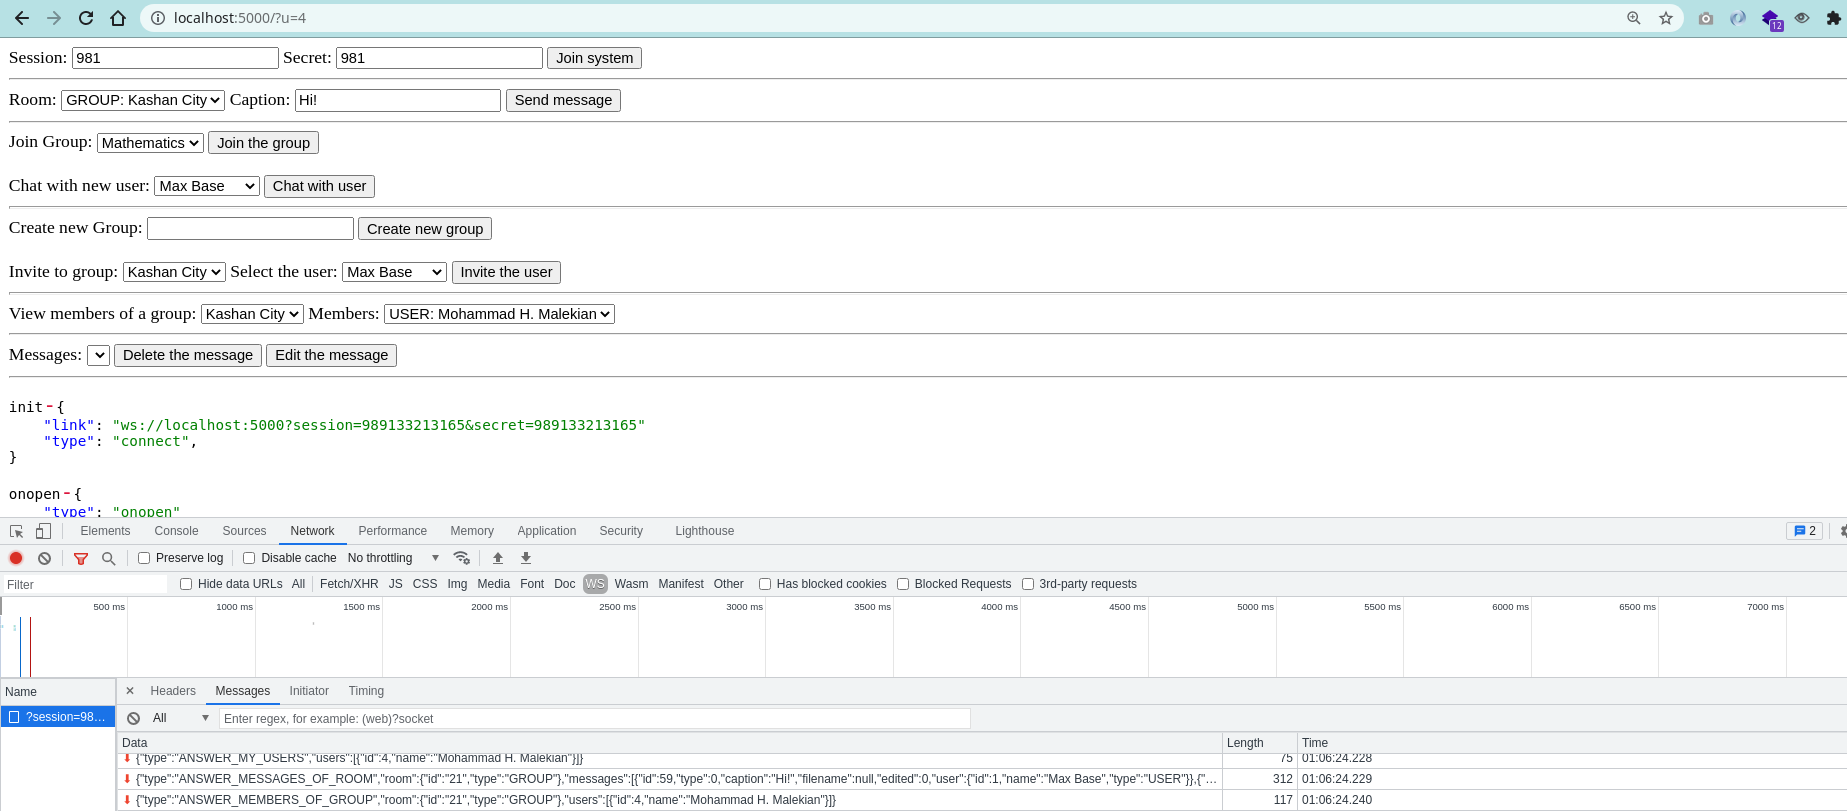 localhost:5000/?u=4
12
Session: 981 Secret: 981 Join system
Room: GROUP: Kashan City Caption: Hi! Send message
Join Group: Mathematics Join the group
Chat with new user: Max Base Chat with user
Create new Group: Create new group
Invite to group: Kashan City Select the user: Max Base Invite the user
View members of a group: Kashan City Members: USER: Mohammad H. Malekian
Messages: Delete the message Edit the message
init - {
"link": "ws://localhost:5000?session=989133213165&secret=989133213165"
"type": "connect",
}
onopen - {
"type": "onopen"
Elements Console Sources Network Performance Memory Application Security Lighthouse 2
Preserve log Disable cache No throttling
Filter Hide data URLs All Fetch/XHR JS CSS Img Media Font Doc WS Wasm Manifest Other Has blocked cookies Blocked Requests 3rd-party requests
500 ms 1000 ms 1500 ms 2000 ms 2500 ms 3000 ms 3500 ms 4000 ms 4500 ms 5000 ms 5500 ms 6000 ms 6500 ms 7000 ms
Name × Headers Messages Initiator Timing
?session=98… All Enter regex, for example: (web)?socket
Data Length Time
{"type":"ANSWER_MY_USERS","users":[{"id":4,"name":"Mohammad H. Malekian"}]} 75 01:06:24.228
{"type":"ANSWER_MESSAGES_OF_ROOM","room":{"id":"21","type":"GROUP"},"messages":[{"id":59,"type":0,"caption":"Hi!","filename":null,"edited":0,"user":{"id":1,"name":"Max Base","type":"USER"}},{"… 312 01:06:24.229
{"type":"ANSWER_MEMBERS_OF_GROUP","room":{"id":"21","type":"GROUP"},"users":[{"id":4,"name":"Mohammad H. Malekian"}]} 117 01:06:24.240